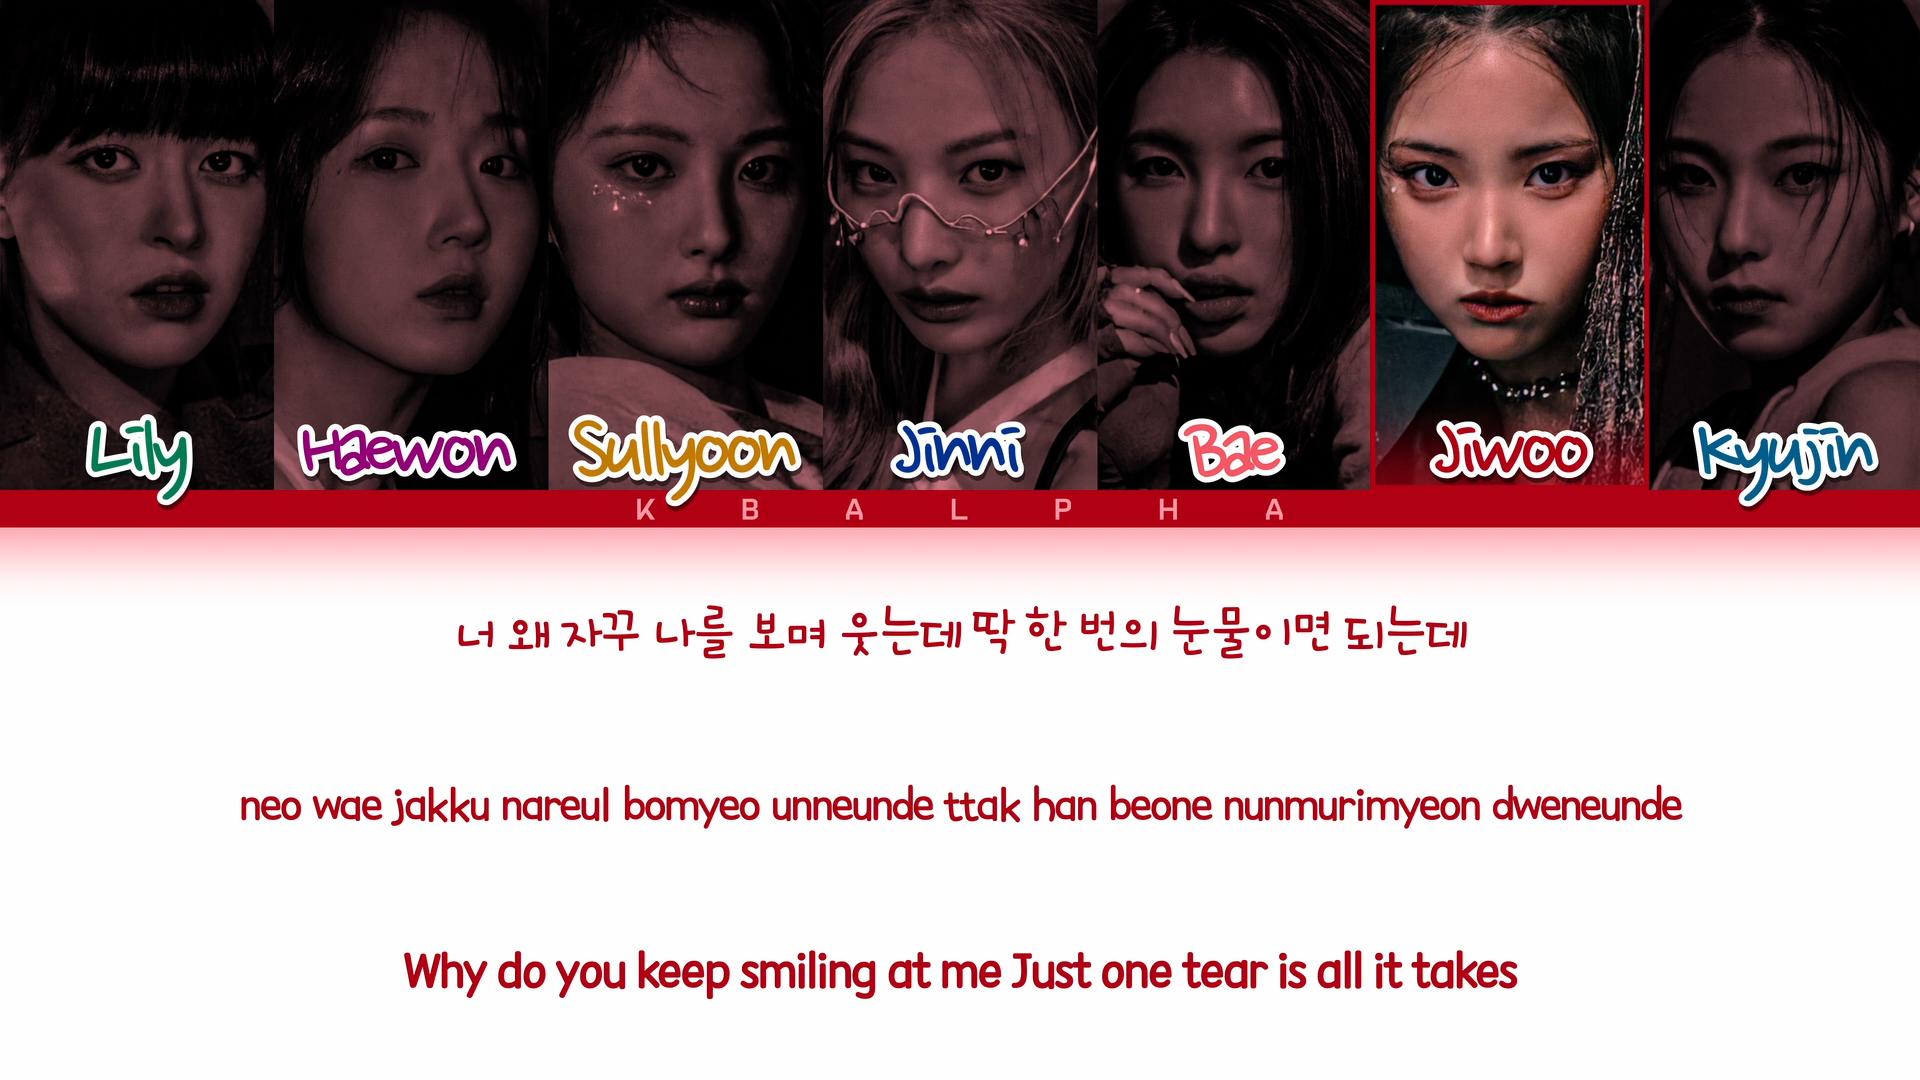 Lily Haewon Sullyoon Jinni Bae Jiwoo Kyujin
KBALPHA
너 왜 자꾸 나를 보며 웃는데 딱 한 번의 눈물이면 되는데
neo wae jakku nareul bomyeo unneunde ttak han beone nunmurimyeon dweneunde
Why do you keep smiling at me Just one tear is all it takes